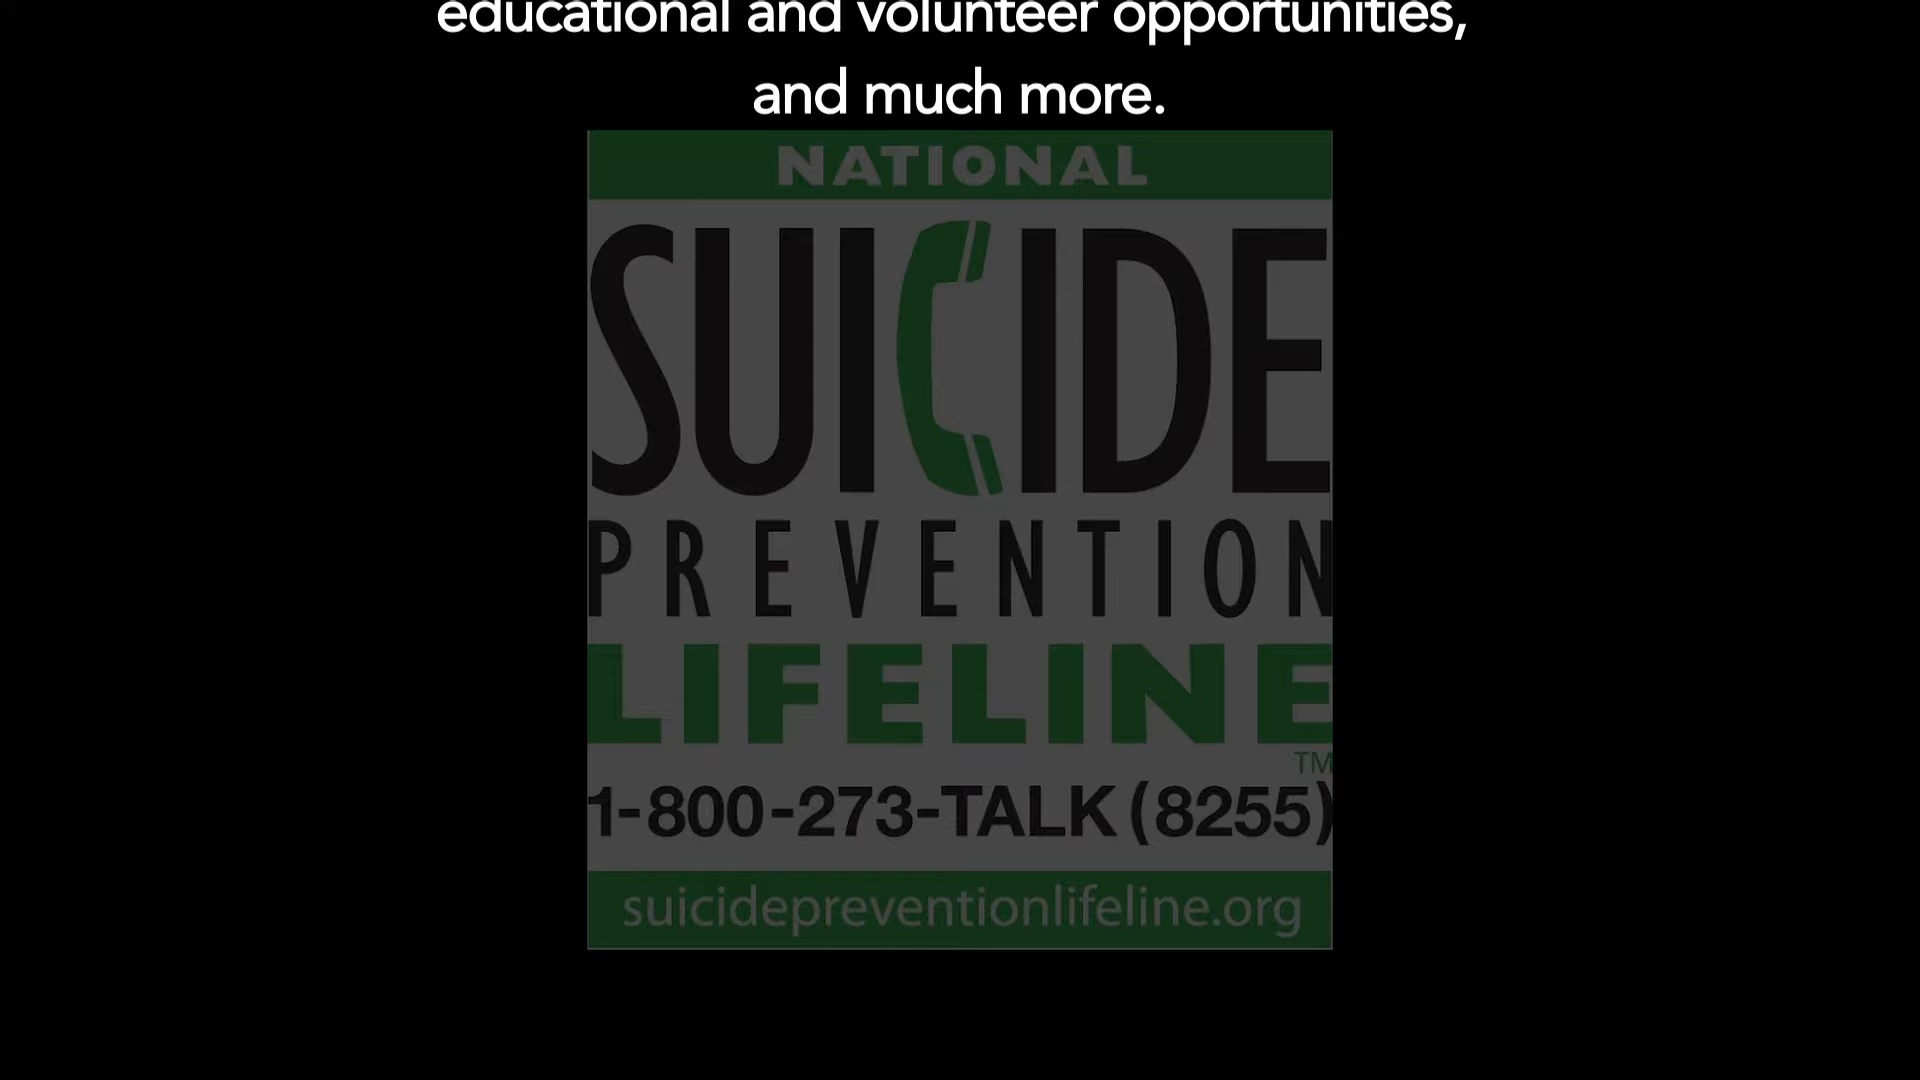 educational and volunteer opportunities,
and much more.
NATIONAL
SUICIDE
PREVENTION
LIFELINE
TM
1-800-273-TALK (8255)
suicidepreventionlifeline.org